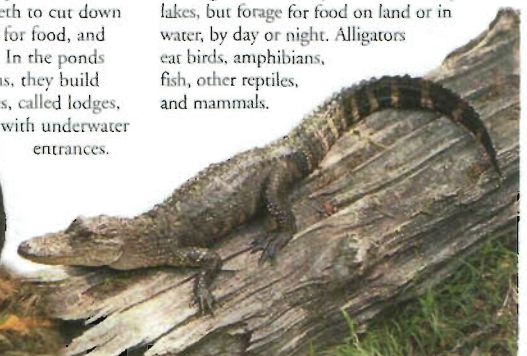 eth to cut down
for food, and
In the ponds
s, they build
s, called lodges,
with underwater
entrances.
lakes, but forage for food on land or in
water, by day or night. Alligators
eat birds, amphibians,
fish, other reptiles,
and mammals.